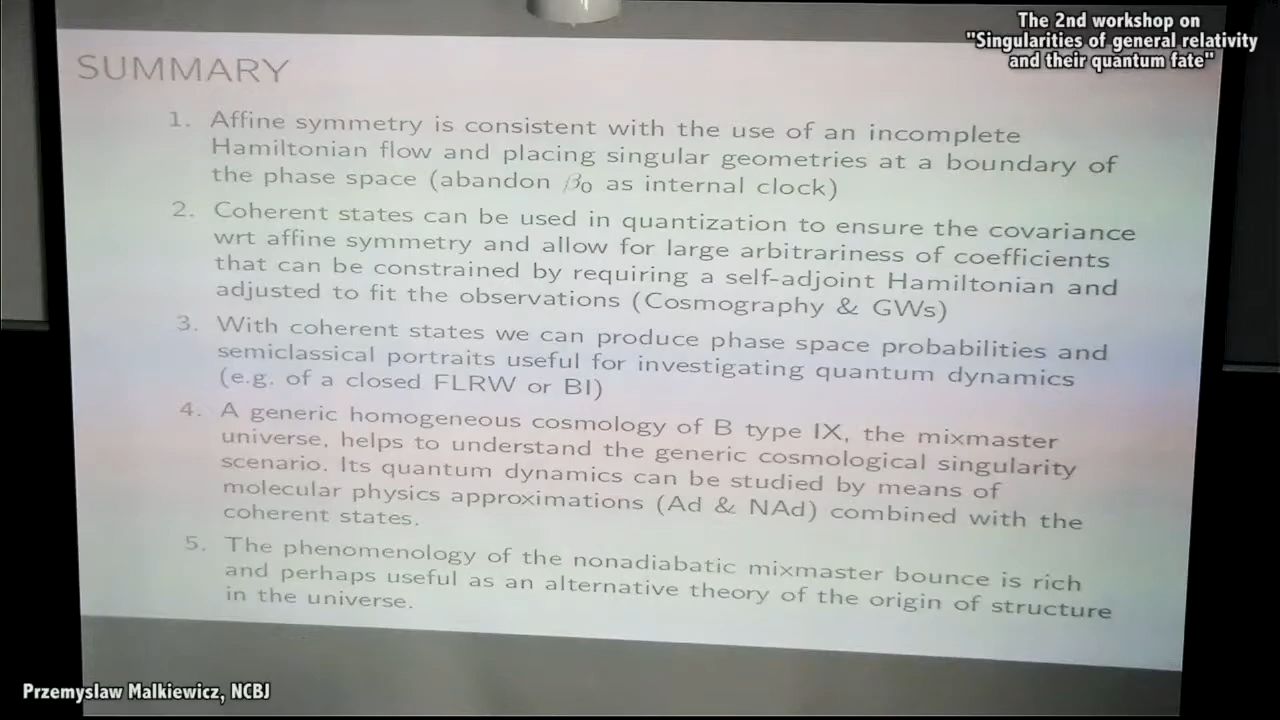 The 2nd workshop on
"Singularities of general relativity
and their quantum fate"
SUMMARY
1. Affine symmetry is consistent with the use of an incomplete
Hamiltonian flow and placing singular geometries at a boundary of
the phase space (abandon β₀ as internal clock)
2. Coherent states can be used in quantization to ensure the covariance
wrt affine symmetry and allow for large arbitrariness of coefficients
that can be constrained by requiring a self-adjoint Hamiltonian and
adjusted to fit the observations (Cosmography & GWs)
3. With coherent states we can produce phase space probabilities and
semiclassical portraits useful for investigating quantum dynamics
(e.g. of a closed FLRW or BI)
4. A generic homogeneous cosmology of B type IX, the mixmaster
universe, helps to understand the generic cosmological singularity
scenario. Its quantum dynamics can be studied by means of
molecular physics approximations (Ad & NAd) combined with the
coherent states.
5. The phenomenology of the nonadiabatic mixmaster bounce is rich
and perhaps useful as an alternative theory of the origin of structure
in the universe.
Przemyslaw Malkiewicz, NCBJ